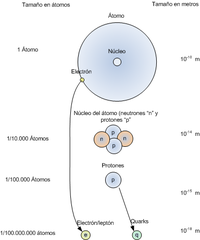 Tamaño en átomos
Tamaño en metros
Átomo
1 Átomo
Núcleo
10⁻¹⁰ m
Electrón
Núcleo del átomo (neutrones "n" y
protones "p"
1/10.000 Átomos
n
p
p
n
10⁻¹⁴ m
Protones
1/100.000 Átomos
p
10⁻¹⁵ m
Electrón/leptón
Quarks
1/100.000.000 átomos
e
q
m